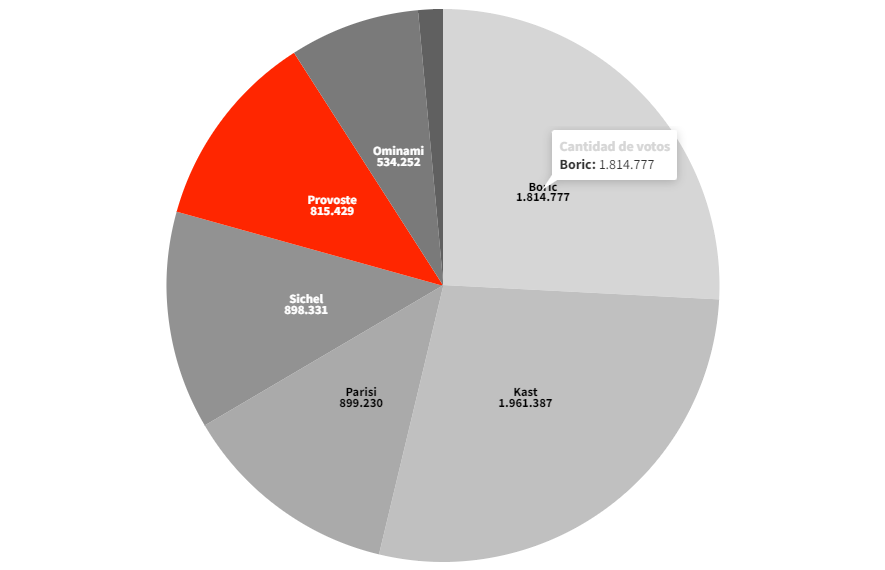 Ominami
534.252
Cantidad de votos
Boric: 1.814.777
Boric
1.814.777
Provoste
815.429
Sichel
898.331
Parisi
899.230
Kast
1.961.387